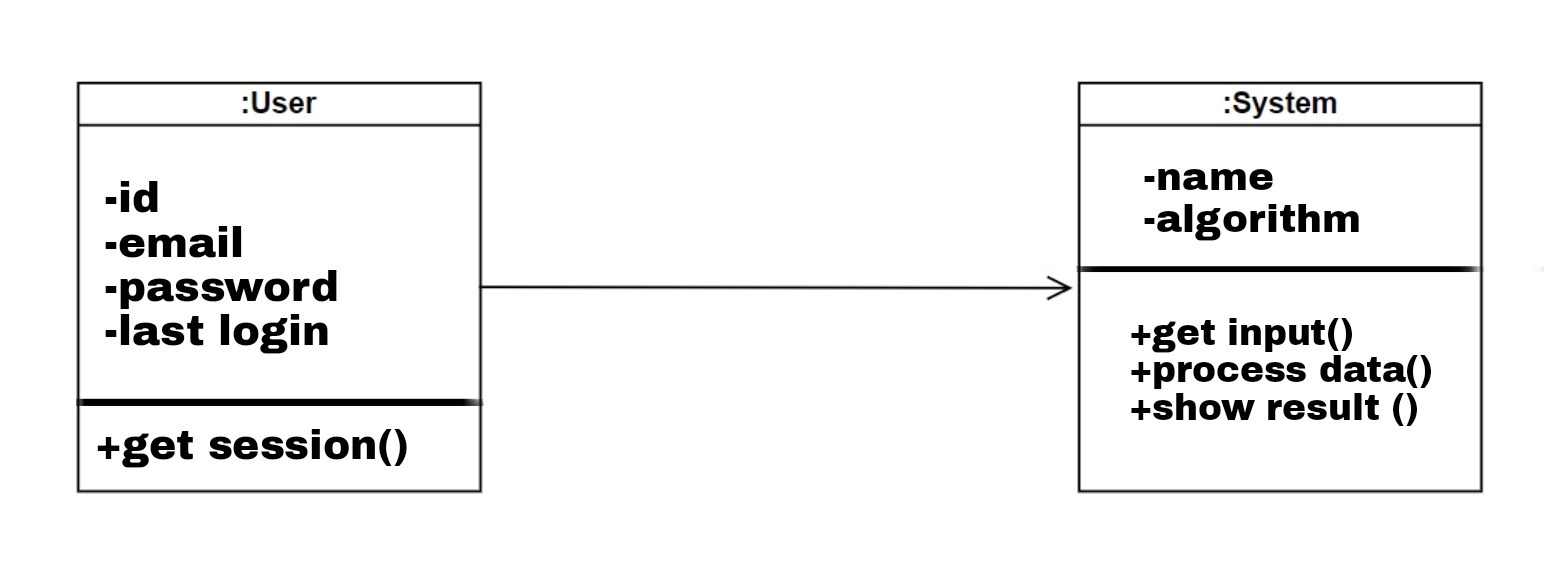 :User
-id
-email
-password
-last login
+get session()
:System
-name
-algorithm
+get input()
+process data()
+show result ()